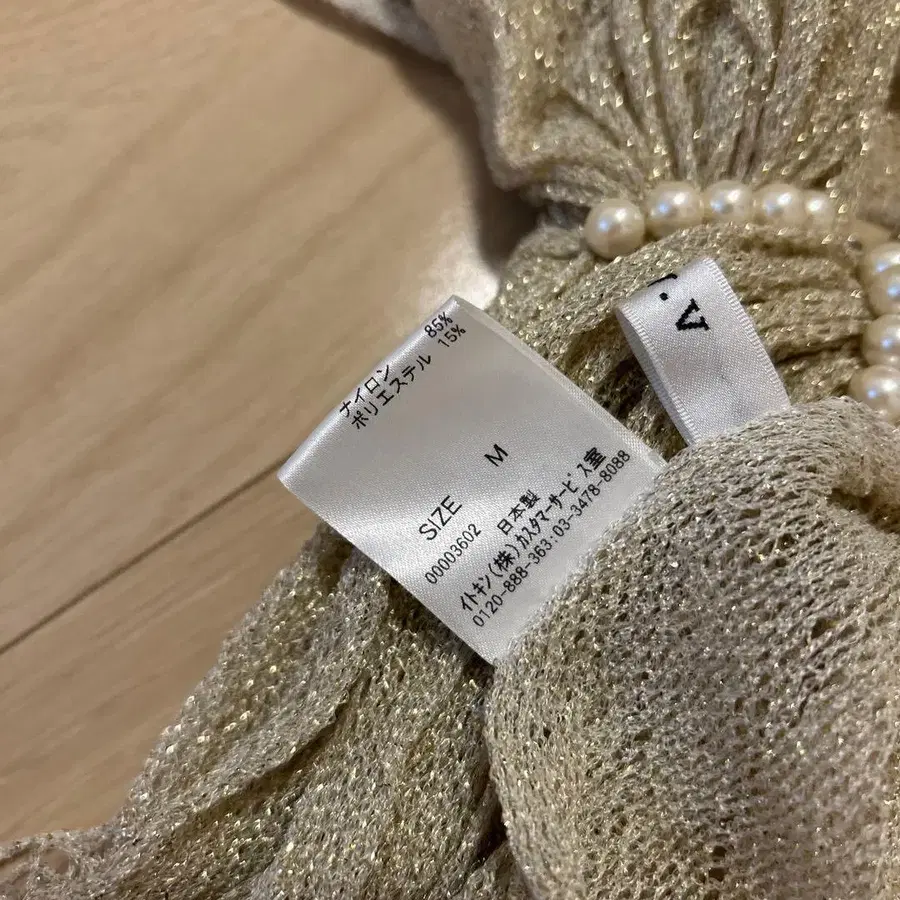 ナイロン 85%
ポリエステル 15%
SIZE M
00003602 日本製
イトキン(株)カスタマーサービス室
0120-888-363:03-3478-8088
.v